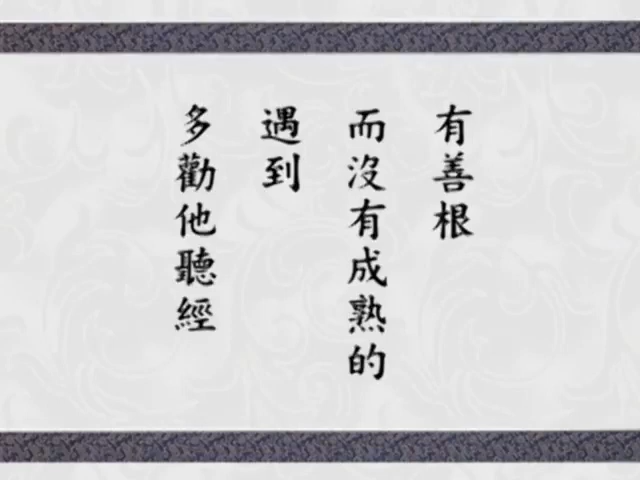 有善根
而沒有成熟的
遇到
多勸他聽經